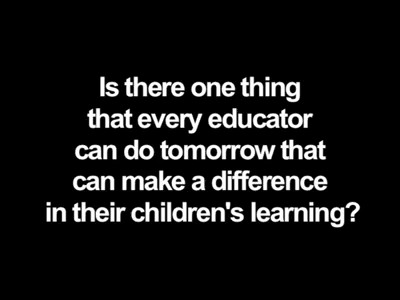 Is there one thing
that every educator
can do tomorrow that
can make a difference
in their children's learning?